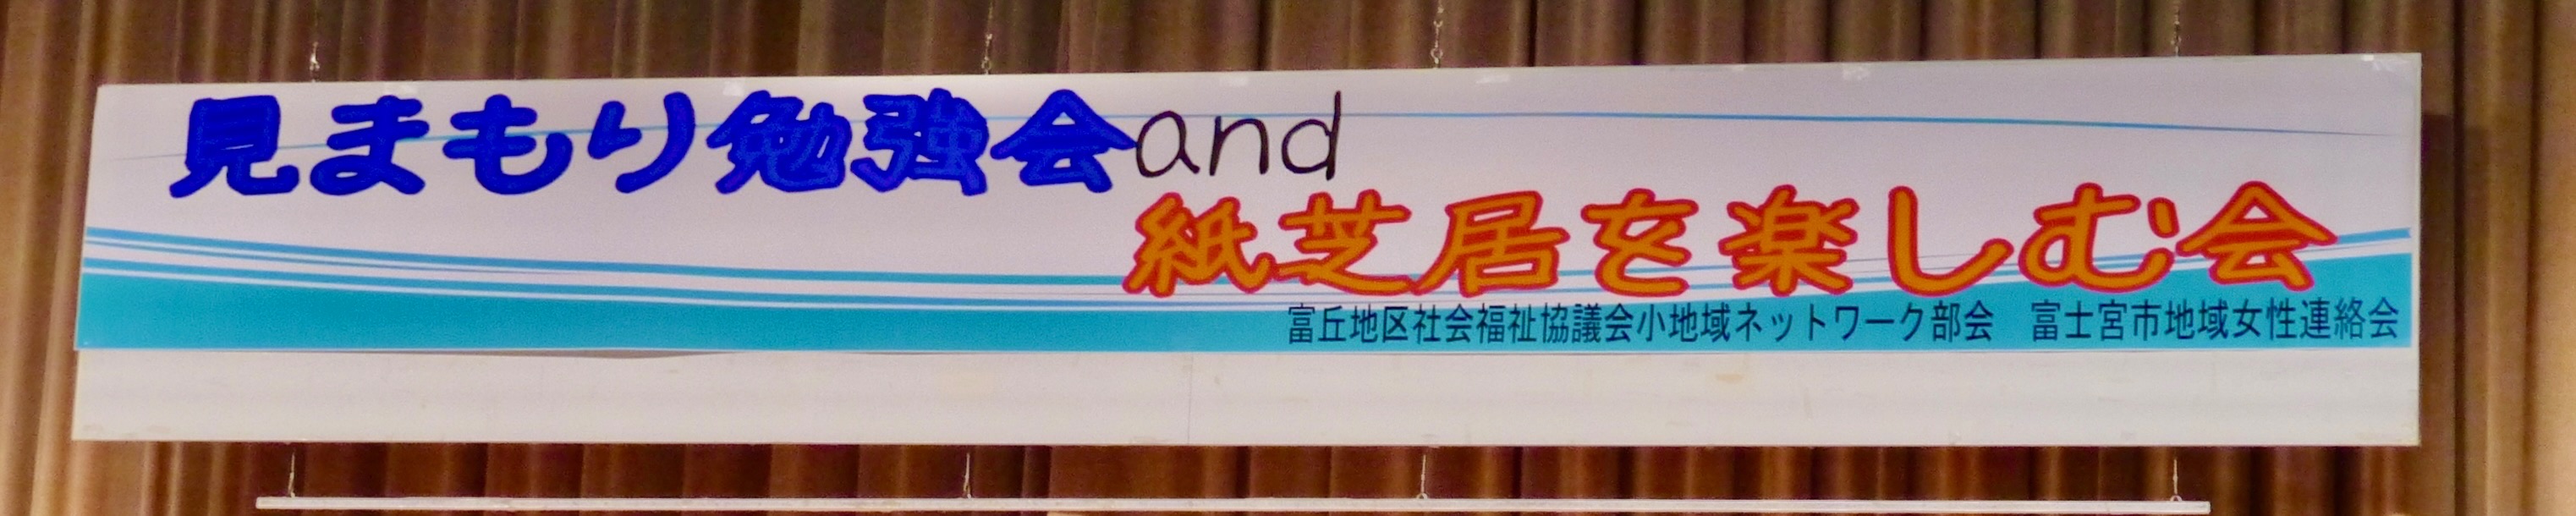 見まもり勉強会and
紙芝居を楽しむ会
富丘地区社会福祉協議会小地域ネットワーク部会　富士宮市地域女性連絡会